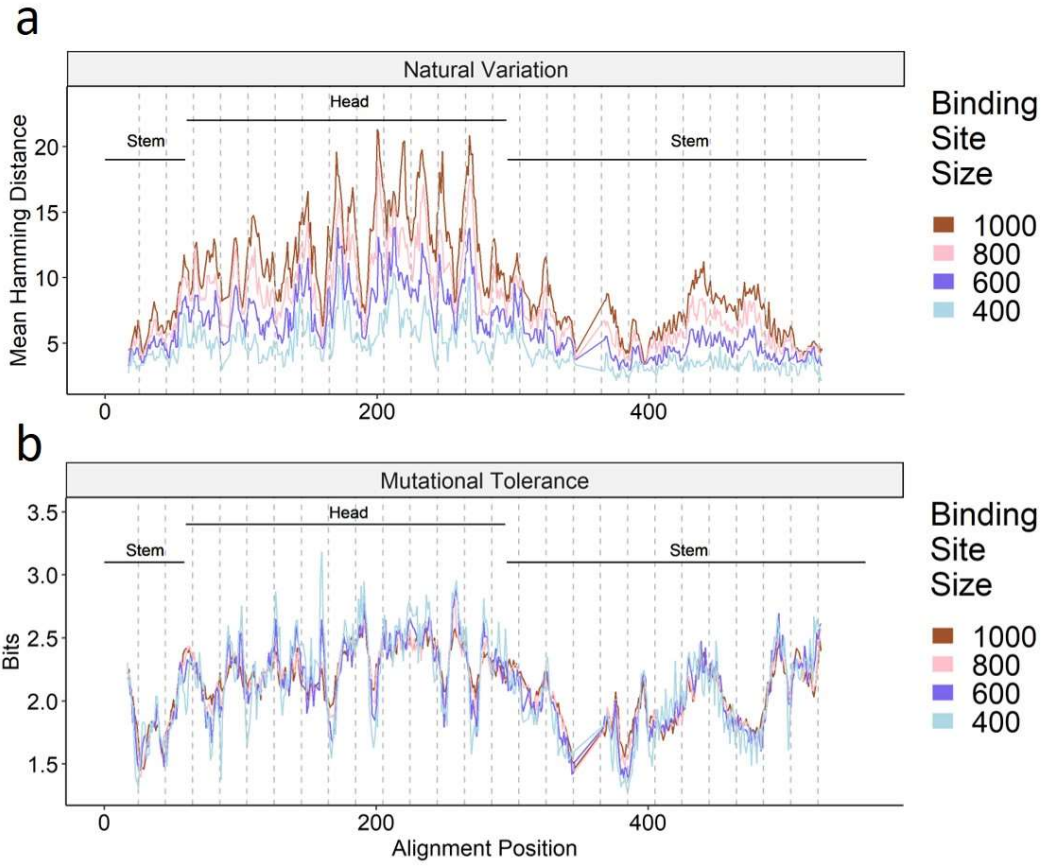 a
Natural Variation
Head
Stem
Stem
Mean Hamming Distance
20
15
10
5
0
200
400
Binding
Site
Size
1000
800
600
400
b
Mutational Tolerance
Head
Stem
Stem
Bits
3.5
3.0
2.5
2.0
1.5
0
200
400
Alignment Position
Binding
Site
Size
1000
800
600
400